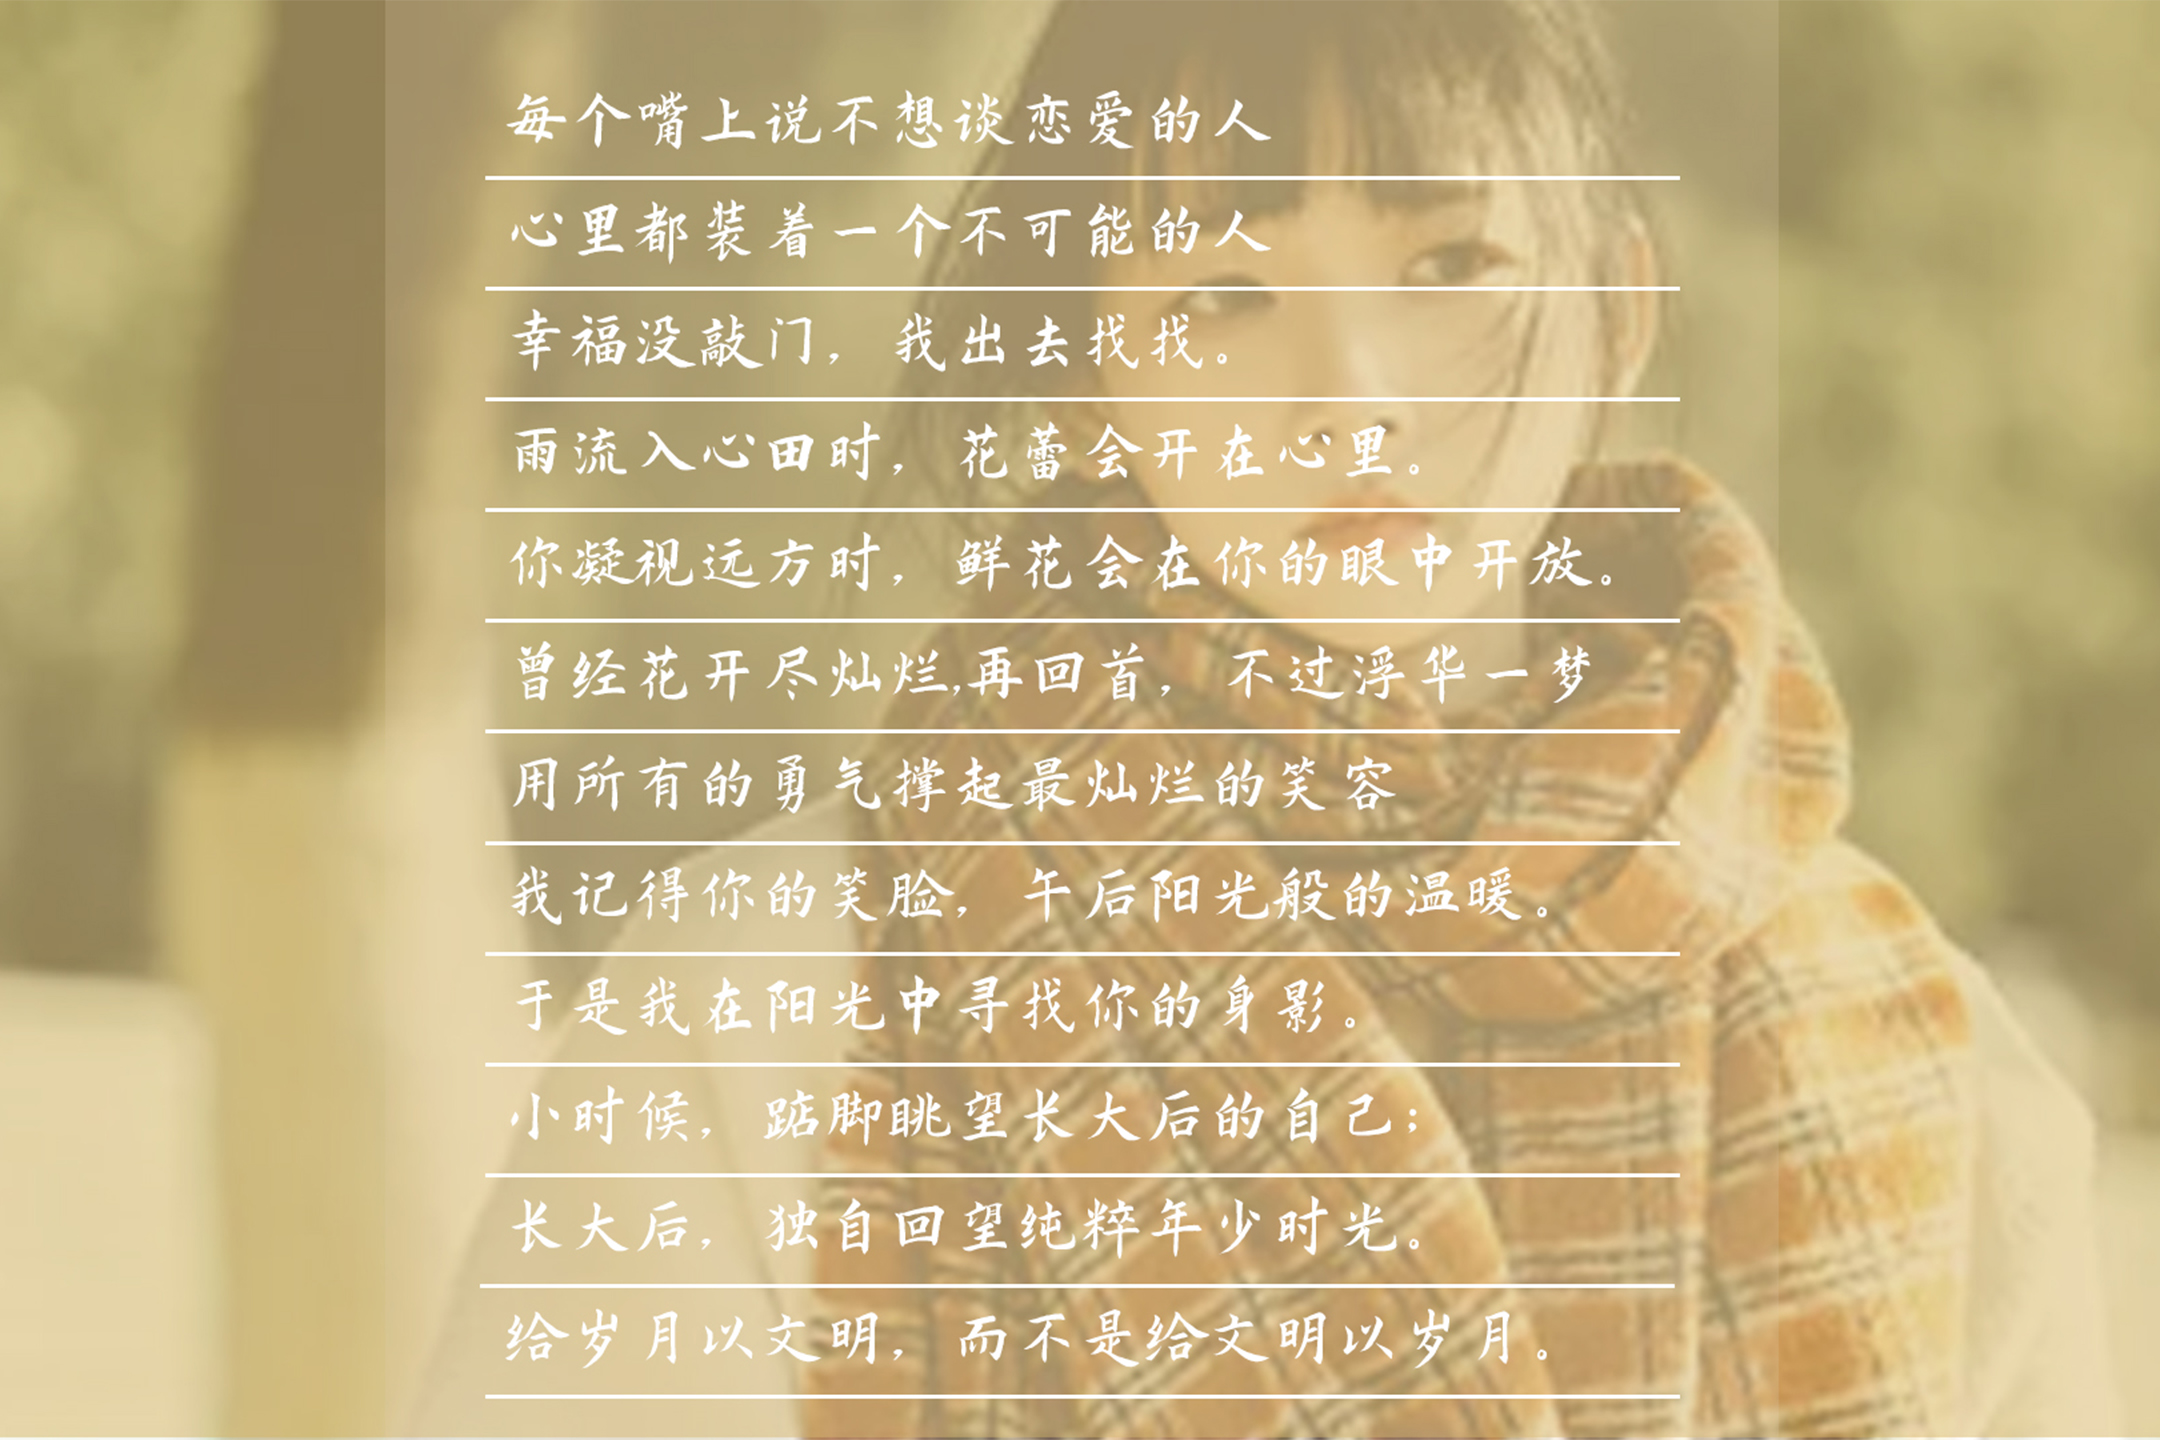 每个嘴上说不想谈恋爱的人
心里都装着一个不可能的人
幸福没敲门，我出去找找。
雨流入心田时，花蕾会开在心里。
你凝视远方时，鲜花会在你的眼中开放。
曾经花开尽灿烂,再回首，不过浮华一梦
用所有的勇气撑起最灿烂的笑容
我记得你的笑脸，午后阳光般的温暖。
于是我在阳光中寻找你的身影。
小时候，踮脚眺望长大后的自己；
长大后，独自回望纯粹年少时光。
给岁月以文明，而不是给文明以岁月。